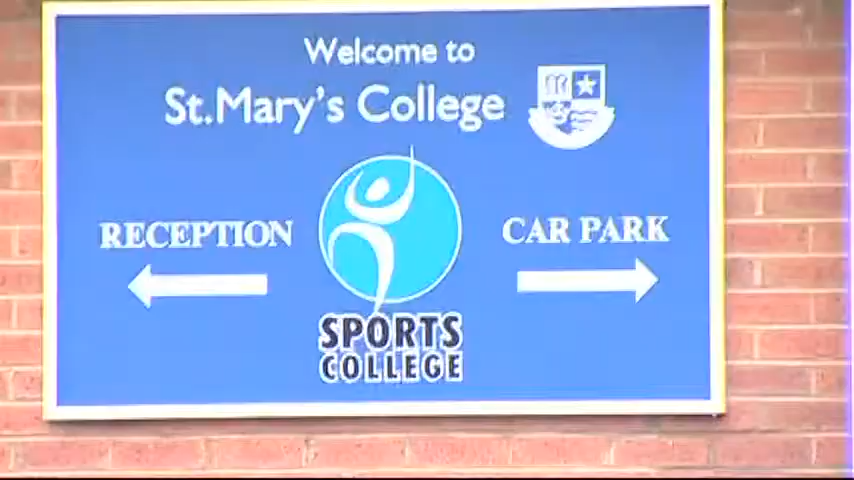 Welcome to
St.Mary's College
RECEPTION
CAR PARK
SPORTS
COLLEGE